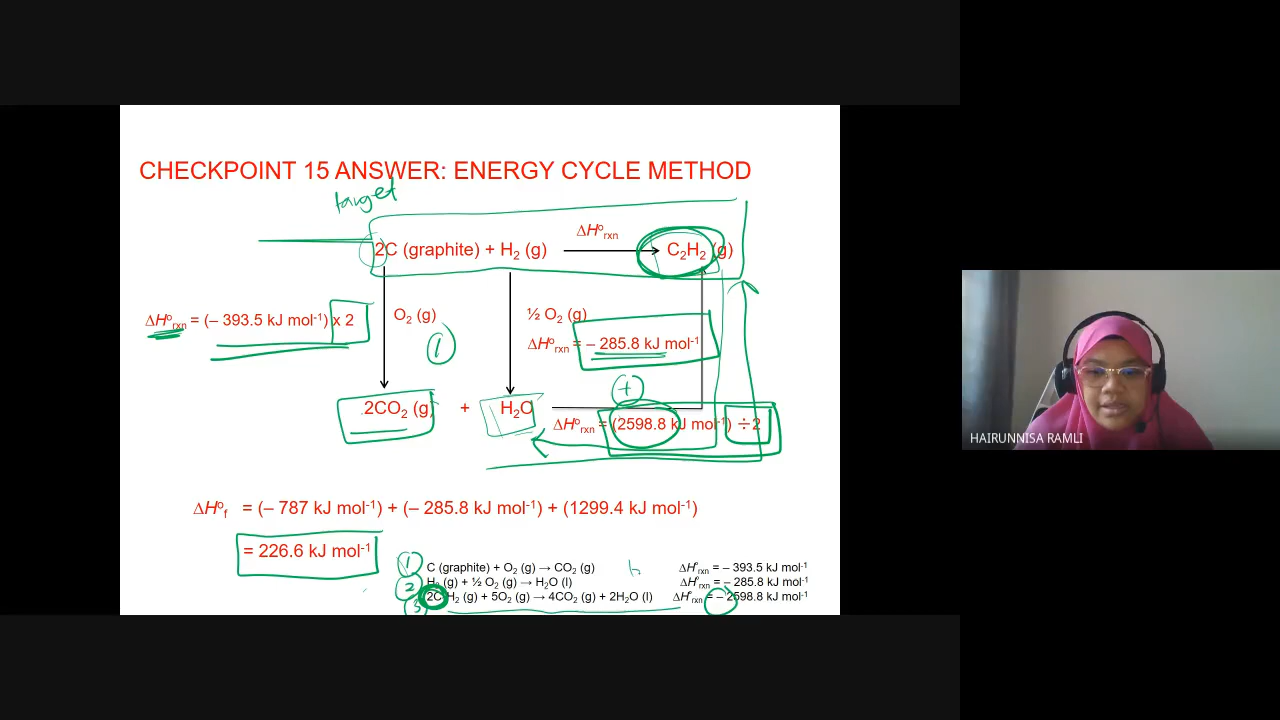 CHECKPOINT 15 ANSWER: ENERGY CYCLE METHOD
target
2C (graphite) + H₂ (g) ⟶ C₂H₂ (g)
ΔH°rxn
ΔH°rxn = (– 393.5 kJ mol⁻¹) x 2
O₂ (g)
½ O₂ (g)
1
ΔH°rxn = – 285.8 kJ mol⁻¹
+
2CO₂ (g) + H₂O
ΔH°rxn = (2598.8 kJ mol⁻¹) ÷2
ΔH°f = (– 787 kJ mol⁻¹) + (– 285.8 kJ mol⁻¹) + (1299.4 kJ mol⁻¹)
= 226.6 kJ mol⁻¹
1 C (graphite) + O₂ (g) → CO₂ (g) ΔH°rxn = – 393.5 kJ mol⁻¹
2 H₂ (g) + ½ O₂ (g) → H₂O (l) ΔH°rxn = – 285.8 kJ mol⁻¹
3 2C₂H₂ (g) + 5O₂ (g) → 4CO₂ (g) + 2H₂O (l) ΔH°rxn = – 2598.8 kJ mol⁻¹
HAIRUNNISA RAMLI